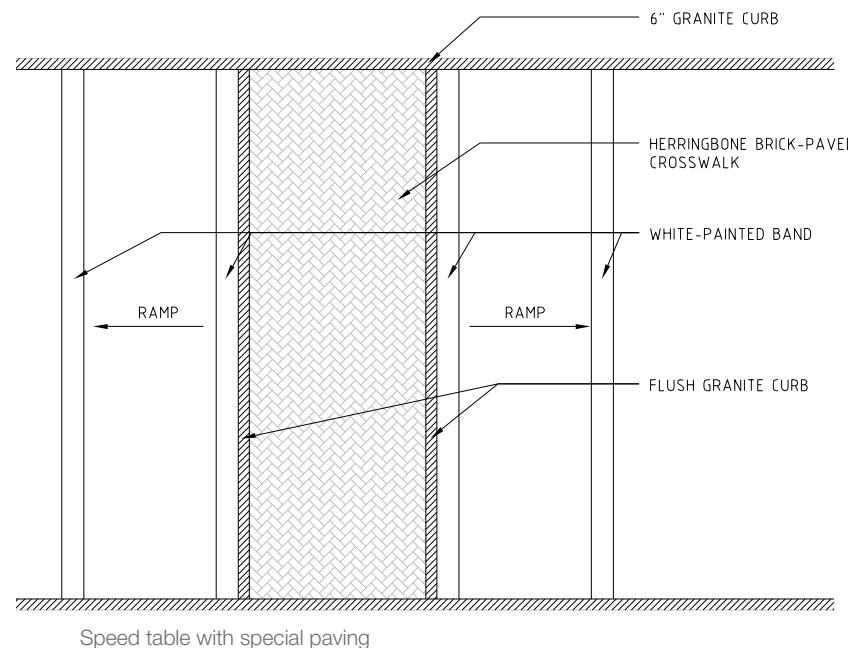 6" GRANITE CURB
HERRINGBONE BRICK-PAVE
CROSSWALK
WHITE-PAINTED BAND
RAMP
RAMP
FLUSH GRANITE CURB
Speed table with special paving